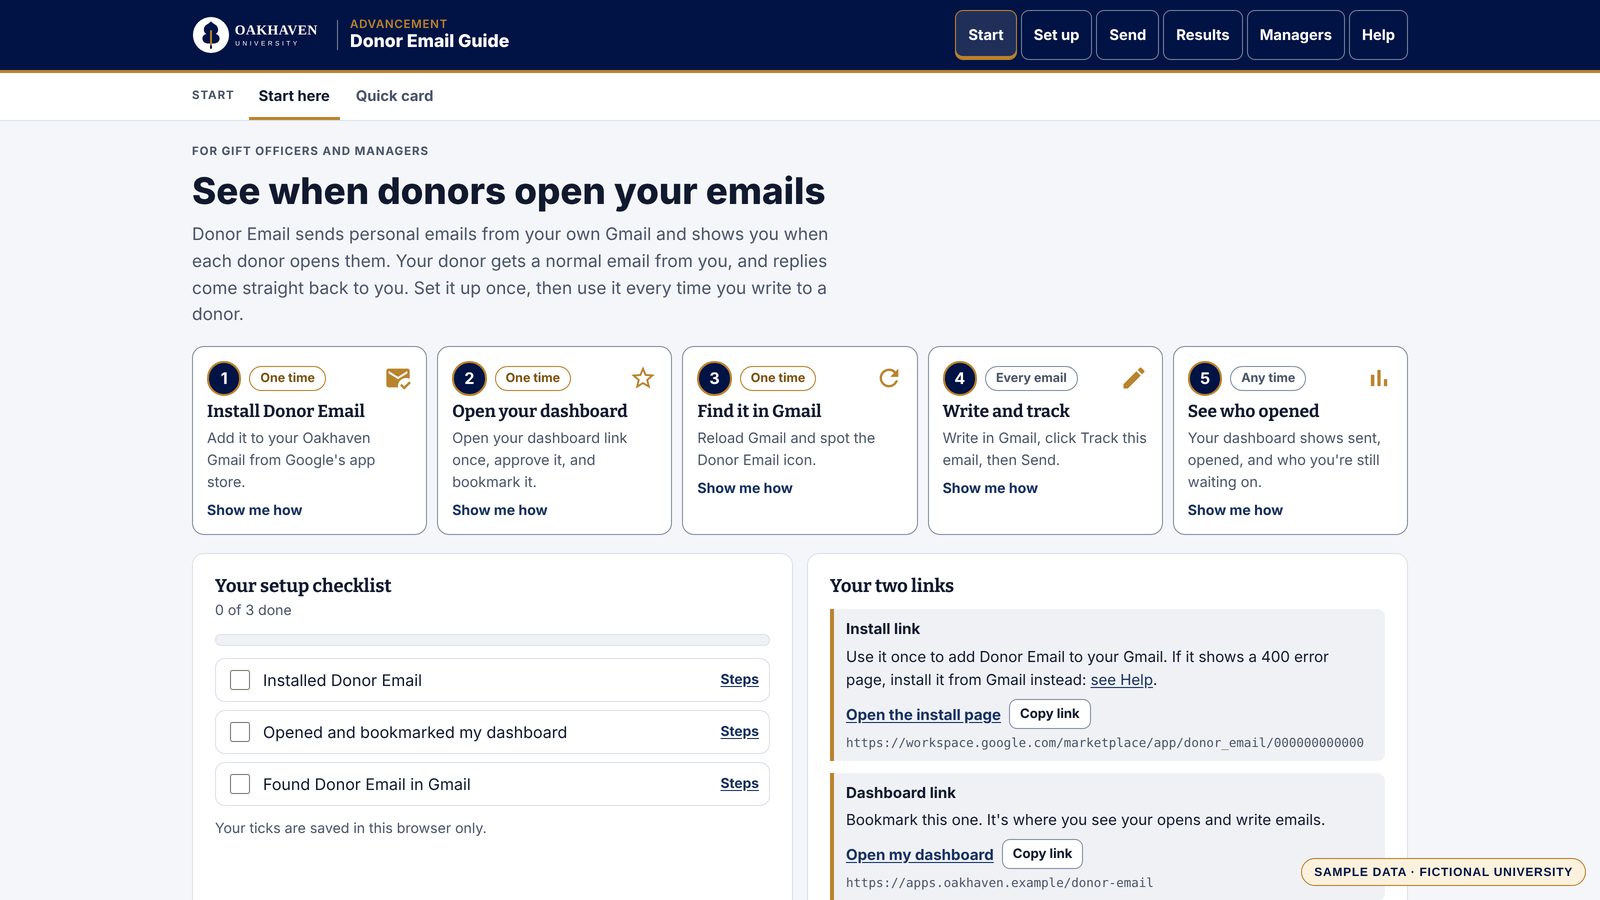 OAKHAVEN
UNIVERSITY
ADVANCEMENT
Donor Email Guide
Start
Set up
Send
Results
Managers
Help
START
Start here
Quick card
FOR GIFT OFFICERS AND MANAGERS
See when donors open your emails
Donor Email sends personal emails from your own Gmail and shows you when
each donor opens them. Your donor gets a normal email from you, and replies
come straight back to you. Set it up once, then use it every time you write to a
donor.
1
One time
Install Donor Email
Add it to your Oakhaven
Gmail from Google's app
store.
Show me how
2
One time
Open your dashboard
Open your dashboard link
once, approve it, and
bookmark it.
Show me how
3
One time
Find it in Gmail
Reload Gmail and spot the
Donor Email icon.
Show me how
4
Every email
Write and track
Write in Gmail, click Track this
email, then Send.
Show me how
5
Any time
See who opened
Your dashboard shows sent,
opened, and who you're still
waiting on.
Show me how
Your setup checklist
0 of 3 done
Installed Donor Email
Steps
Opened and bookmarked my dashboard
Steps
Found Donor Email in Gmail
Steps
Your ticks are saved in this browser only.
Your two links
Install link
Use it once to add Donor Email to your Gmail. If it shows a 400 error
page, install it from Gmail instead: see Help.
Open the install page
Copy link
https://workspace.google.com/marketplace/app/donor_email/000000000000
Dashboard link
Bookmark this one. It's where you see your opens and write emails.
Open my dashboard
Copy link
https://apps.oakhaven.example/donor-email
SAMPLE DATA · FICTIONAL UNIVERSITY